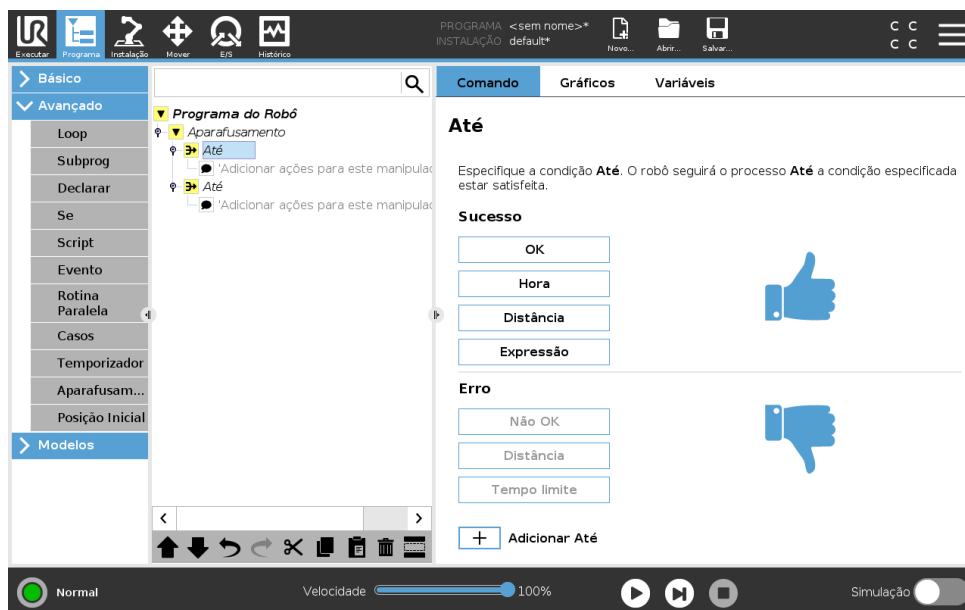 PROGRAMA <sem nome>*
INSTALAÇÃO default*
Executar Programa Instalação Mover E/S Histórico
Novo... Abrir... Salvar...
C C
C C
Básico
Avançado
Loop
Subprog
Declarar
Se
Script
Evento
Rotina
Paralela
Casos
Temporizador
Aparafusam...
Posição Inicial
Modelos
Programa do Robô
Aparafusamento
Até
'Adicionar ações para este manipulad
Até
'Adicionar ações para este manipulad
Comando Gráficos Variáveis
Até
Especifique a condição Até. O robô seguirá o processo Até a condição especificada
estar satisfeita.
Sucesso
OK
Hora
Distância
Expressão
Erro
Não OK
Distância
Tempo limite
Adicionar Até
Normal
Velocidade 100%
Simulação